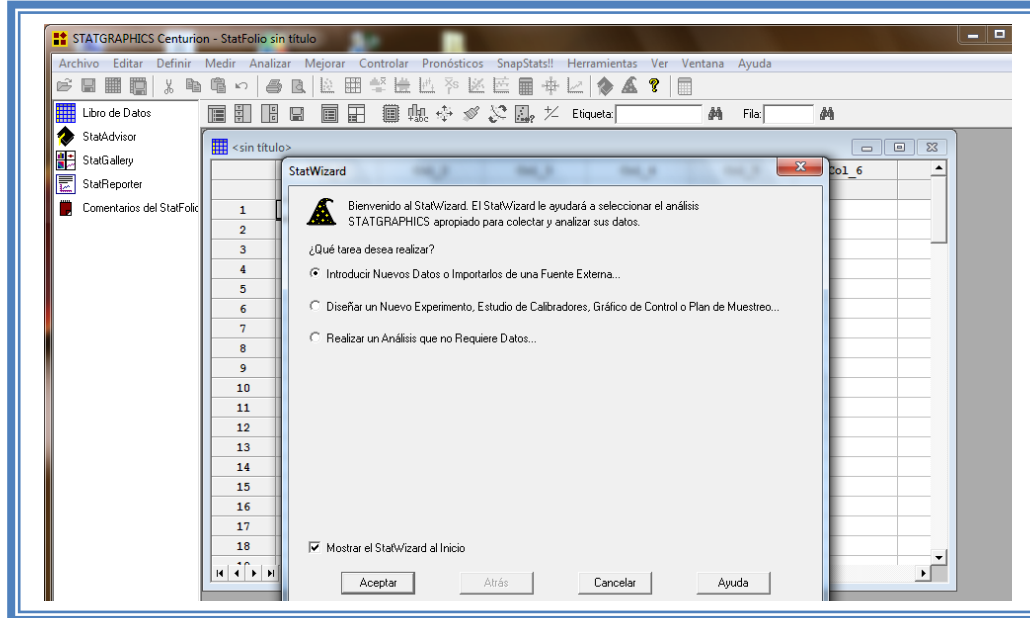 STATGRAPHICS Centurion - StatFolio sin título
Archivo Editar Definir Medir Analizar Mejorar Controlar Pronósticos SnapStats!! Herramientas Ver Ventana Ayuda
Etiqueta: Fila:
Libro de Datos
StatAdvisor
StatGallery
StatReporter
Comentarios del StatFolio
<sin título>
Col_6
StatWizard
Bienvenido al StatWizard. El StatWizard le ayudará a seleccionar el análisis
STATGRAPHICS apropiado para colectar y analizar sus datos.
¿Qué tarea desea realizar?
Introducir Nuevos Datos o Importarlos de una Fuente Externa...
Diseñar un Nuevo Experimento, Estudio de Calibradores, Gráfico de Control o Plan de Muestreo...
Realizar un Análisis que no Requiere Datos...
1
2
3
4
5
6
7
8
9
10
11
12
13
14
15
16
17
18
Mostrar el StatWizard al Inicio
Aceptar Atrás Cancelar Ayuda